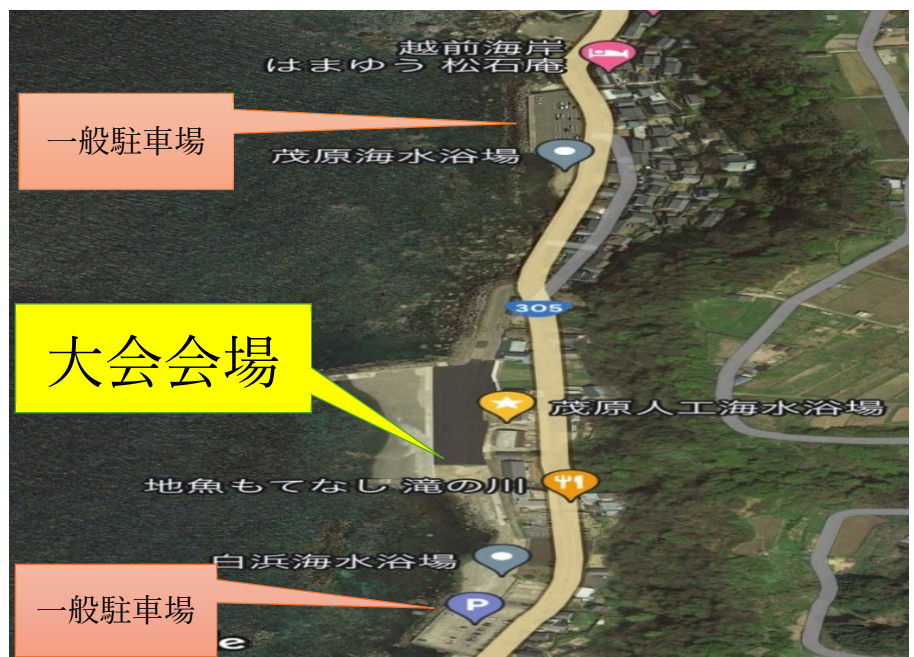 越前海岸
はまゆう 松石庵
一般駐車場
茂原海水浴場
305
大会会場
茂原人工海水浴場
地魚もてなし 滝の川
白浜海水浴場
一般駐車場
P
e